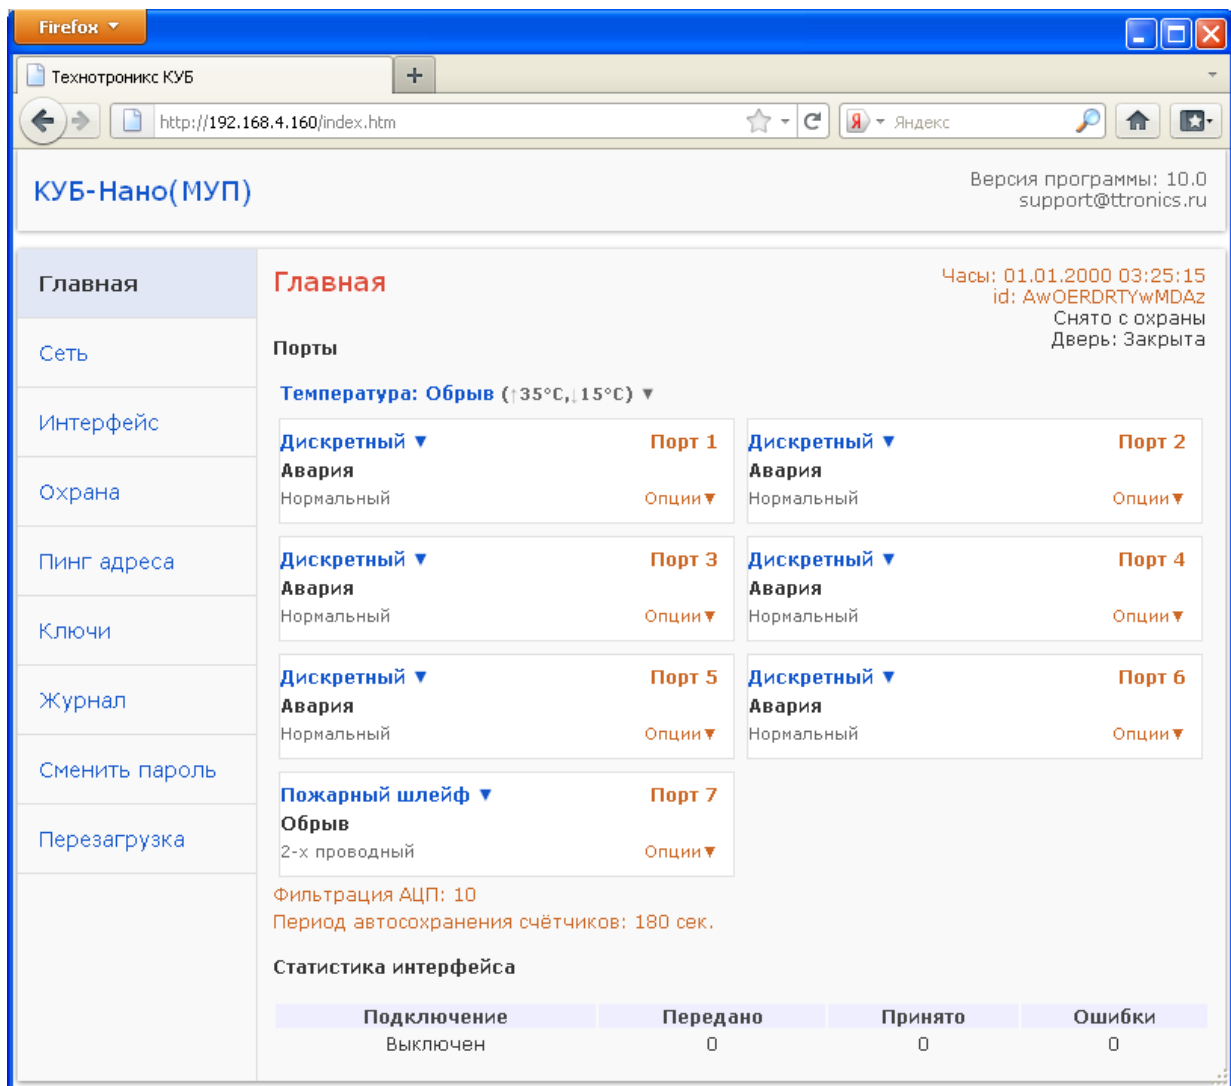 Firefox ▼
Технотроникс КУБ
http://192.168.4.160/index.htm
Яндекс
КУБ-Нано(МУП)
Версия программы: 10.0
support@ttronics.ru
Главная
Сеть
Интерфейс
Охрана
Пинг адреса
Ключи
Журнал
Сменить пароль
Перезагрузка
Главная
Часы: 01.01.2000 03:25:15
id: AwOERDRTYwMDAz
Снято с охраны
Дверь: Закрыта
Порты
Температура: Обрыв (↑35°C,↓15°C) ▼
Дискретный ▼ Порт 1
Авария
Нормальный Опции▼
Дискретный ▼ Порт 2
Авария
Нормальный Опции▼
Дискретный ▼ Порт 3
Авария
Нормальный Опции▼
Дискретный ▼ Порт 4
Авария
Нормальный Опции▼
Дискретный ▼ Порт 5
Авария
Нормальный Опции▼
Дискретный ▼ Порт 6
Авария
Нормальный Опции▼
Пожарный шлейф ▼ Порт 7
Обрыв
2-х проводный Опции▼
Фильтрация АЦП: 10
Период автосохранения счётчиков: 180 сек.
Статистика интерфейса
Подключение Передано Принято Ошибки
Выключен 0 0 0